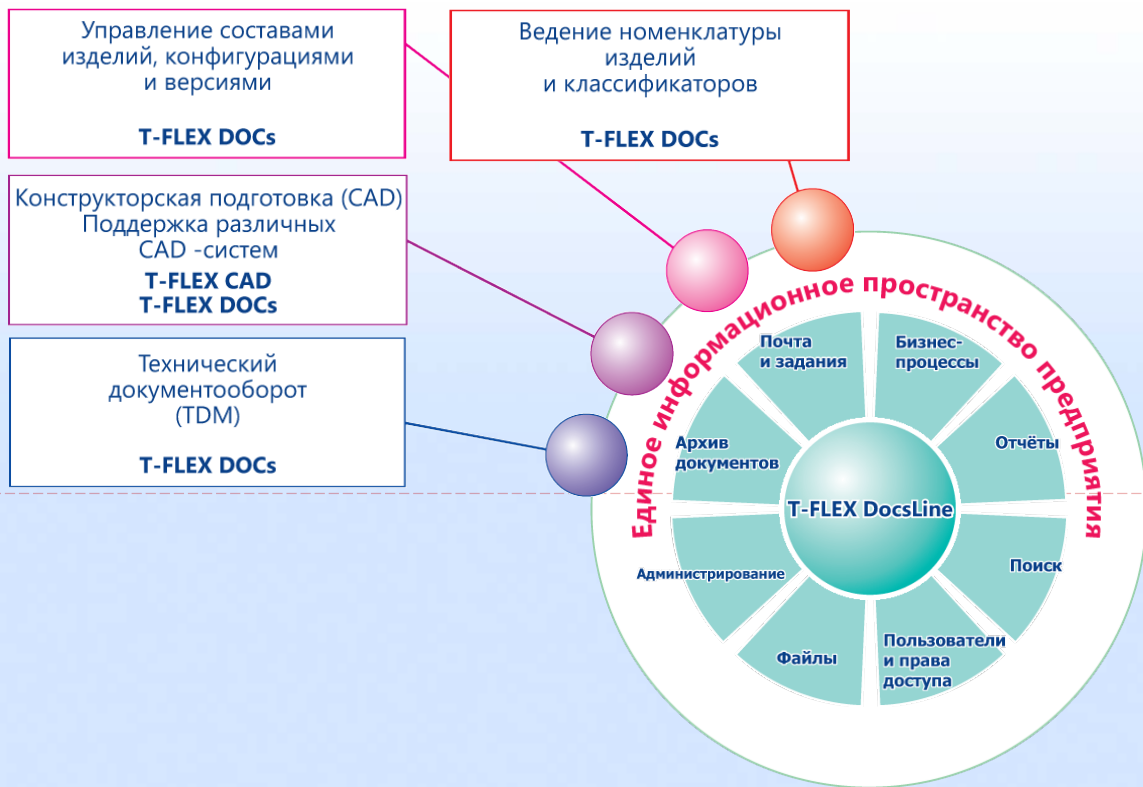 Управление составами
изделий, конфигурациями
и версиями
T-FLEX DOCs
Ведение номенклатуры
изделий
и классификаторов
T-FLEX DOCs
Конструкторская подготовка (CAD)
Поддержка различных
CAD -систем
T-FLEX CAD
T-FLEX DOCs
Технический
документооборот
(TDM)
T-FLEX DOCs
Единое информационное пространство предприятия
Почта
и задания
Бизнес-
процессы
Архив
документов
Отчёты
T-FLEX DocsLine
Администрирование
Поиск
Файлы
Пользователи
и права
доступа